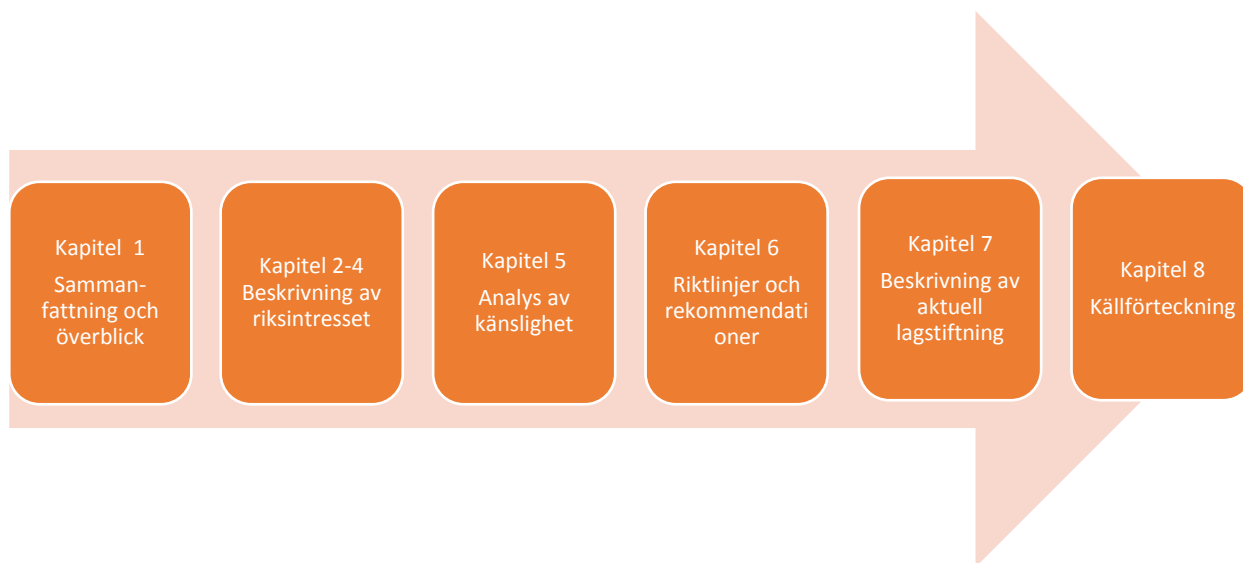 Kapitel 1
Samman-
fattning och
överblick
Kapitel 2-4
Beskrivning av
riksintresset
Kapitel 5
Analys av
känslighet
Kapitel 6
Riktlinjer och
rekommendati
oner
Kapitel 7
Beskrivning av
aktuell
lagstiftning
Kapitel 8
Källförteckning